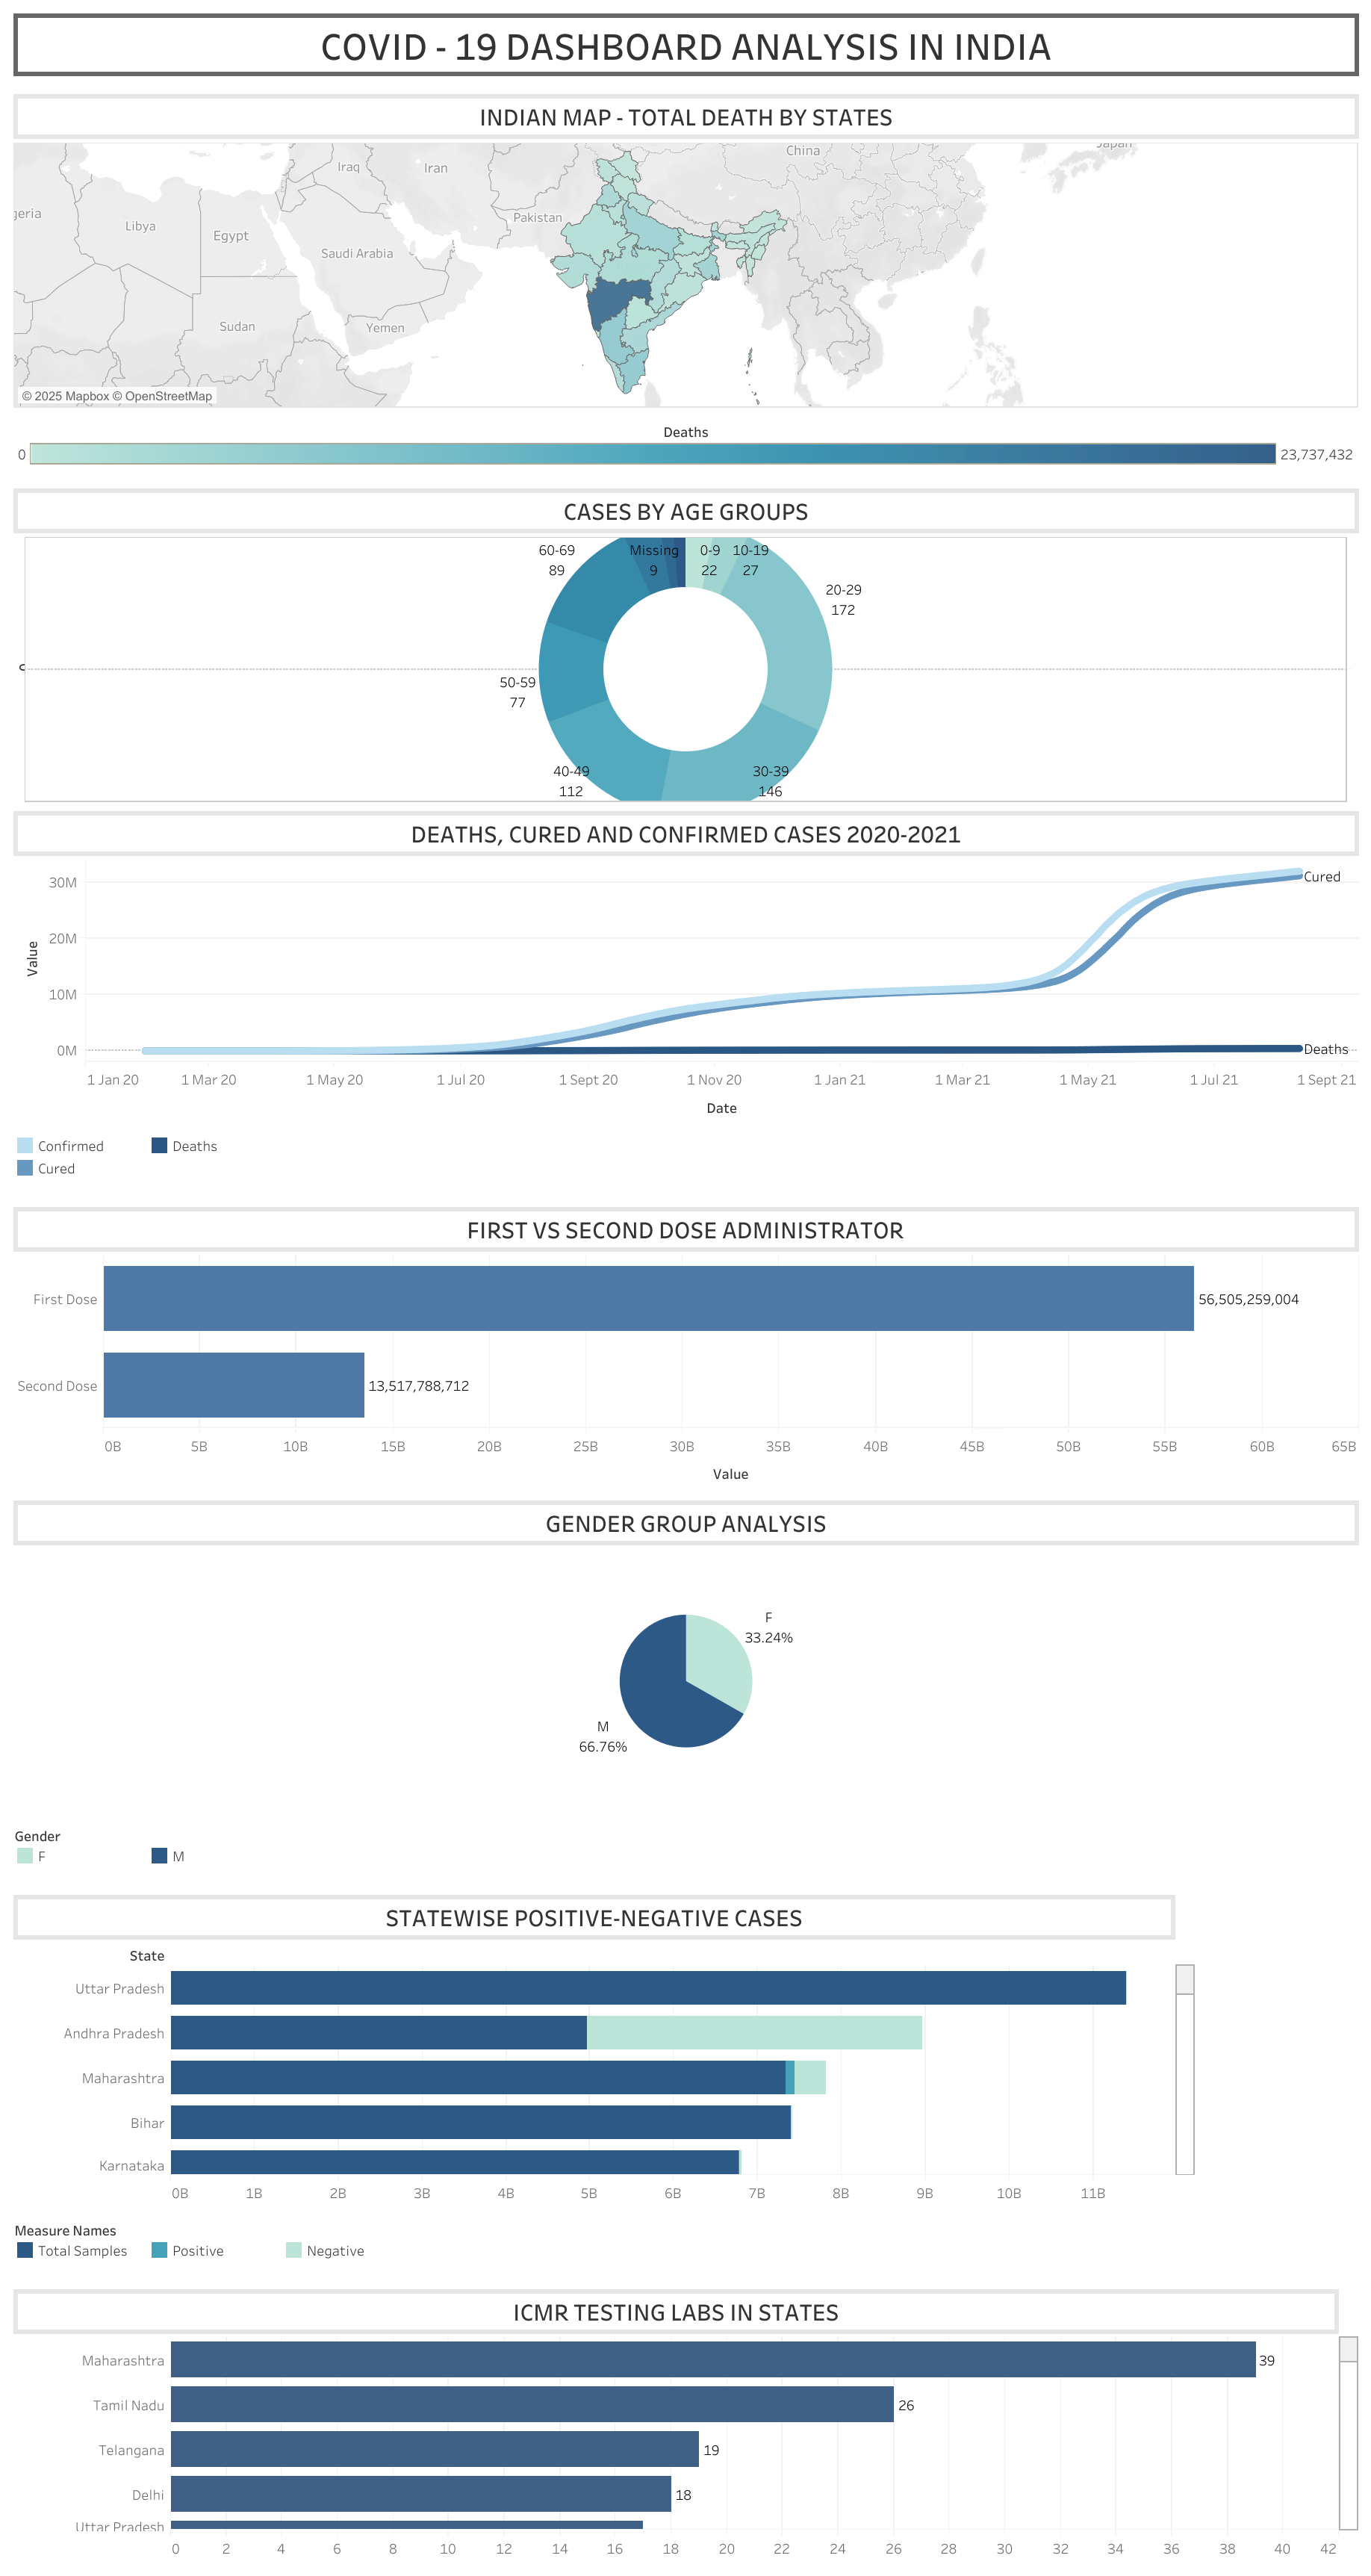 COVID - 19 DASHBOARD ANALYSIS IN INDIA
INDIAN MAP - TOTAL DEATH BY STATES
China
Japan
Iraq
Iran
geria
Libya
Egypt
Pakistan
Saudi Arabia
Sudan
Yemen
© 2025 Mapbox © OpenStreetMap
Deaths
0
23,737,432
CASES BY AGE GROUPS
60-69
89
Missing
9
0-9
22
10-19
27
20-29
172
50-59
77
40-49
112
30-39
146
DEATHS, CURED AND CONFIRMED CASES 2020-2021
30M
20M
10M
0M
Value
Cured
Deaths
1 Jan 20 1 Mar 20 1 May 20 1 Jul 20 1 Sept 20 1 Nov 20 1 Jan 21 1 Mar 21 1 May 21 1 Jul 21 1 Sept 21
Date
Confirmed Deaths
Cured
FIRST VS SECOND DOSE ADMINISTRATOR
First Dose 56,505,259,004
Second Dose 13,517,788,712
0B 5B 10B 15B 20B 25B 30B 35B 40B 45B 50B 55B 60B 65B
Value
GENDER GROUP ANALYSIS
F
33.24%
M
66.76%
Gender
F M
STATEWISE POSITIVE-NEGATIVE CASES
State
Uttar Pradesh
Andhra Pradesh
Maharashtra
Bihar
Karnataka
0B 1B 2B 3B 4B 5B 6B 7B 8B 9B 10B 11B
Measure Names
Total Samples Positive Negative
ICMR TESTING LABS IN STATES
Maharashtra 39
Tamil Nadu 26
Telangana 19
Delhi 18
Uttar Pradesh
0 2 4 6 8 10 12 14 16 18 20 22 24 26 28 30 32 34 36 38 40 42